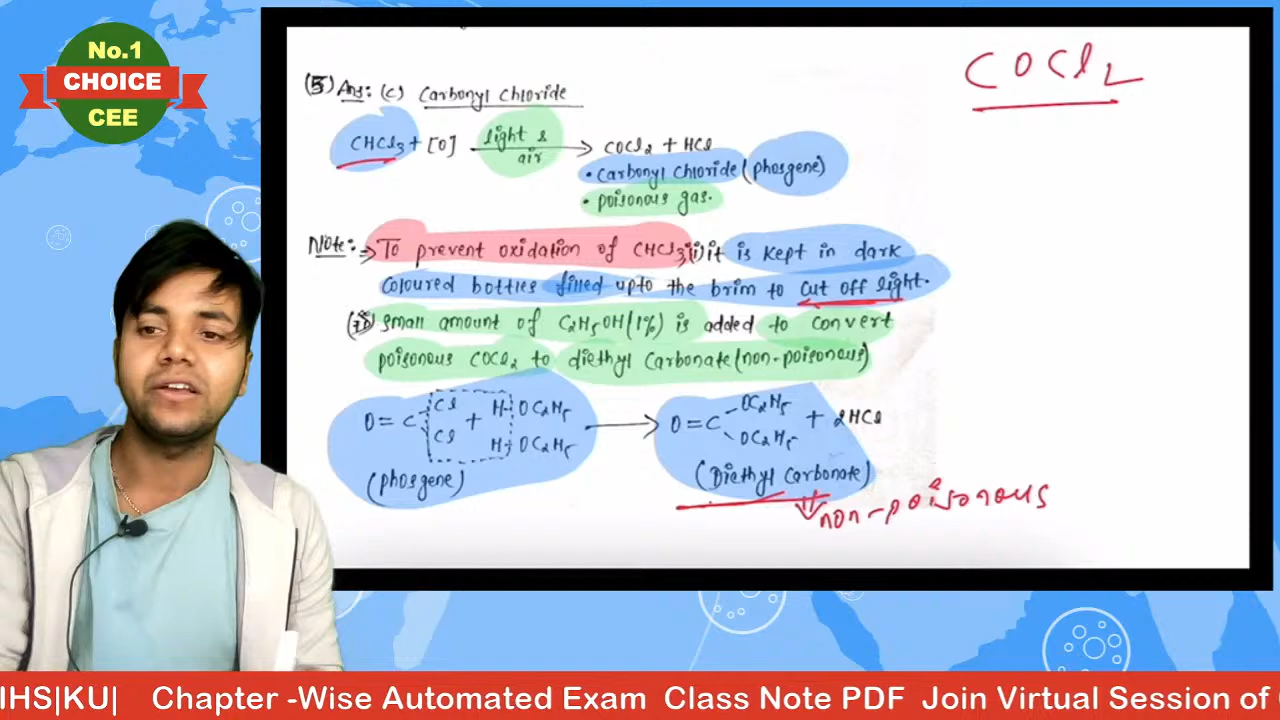 No.1
CHOICE
CEE
COCl2
(5) Ans: (c) Carbonyl Chloride
CHCl3 + [O] light & air → COCl2 + HCl
• Carbonyl Chloride (phosgene)
• poisonous gas.
Note:- → To prevent oxidation of CHCl3, (i) it is kept in dark
coloured bottles filled upto the brim to cut off light.
(ii) small amount of C2H5OH (1%) is added to convert
poisonous COCl2 to diethyl carbonate (non-poisonous)
O = C Cl Cl + H- OC2H5 H- OC2H5 → O = C OC2H5 OC2H5 + 2HCl
(phosgene) (Diethyl Carbonate)
non-poisonous
IHS|KU| Chapter -Wise Automated Exam Class Note PDF Join Virtual Session of